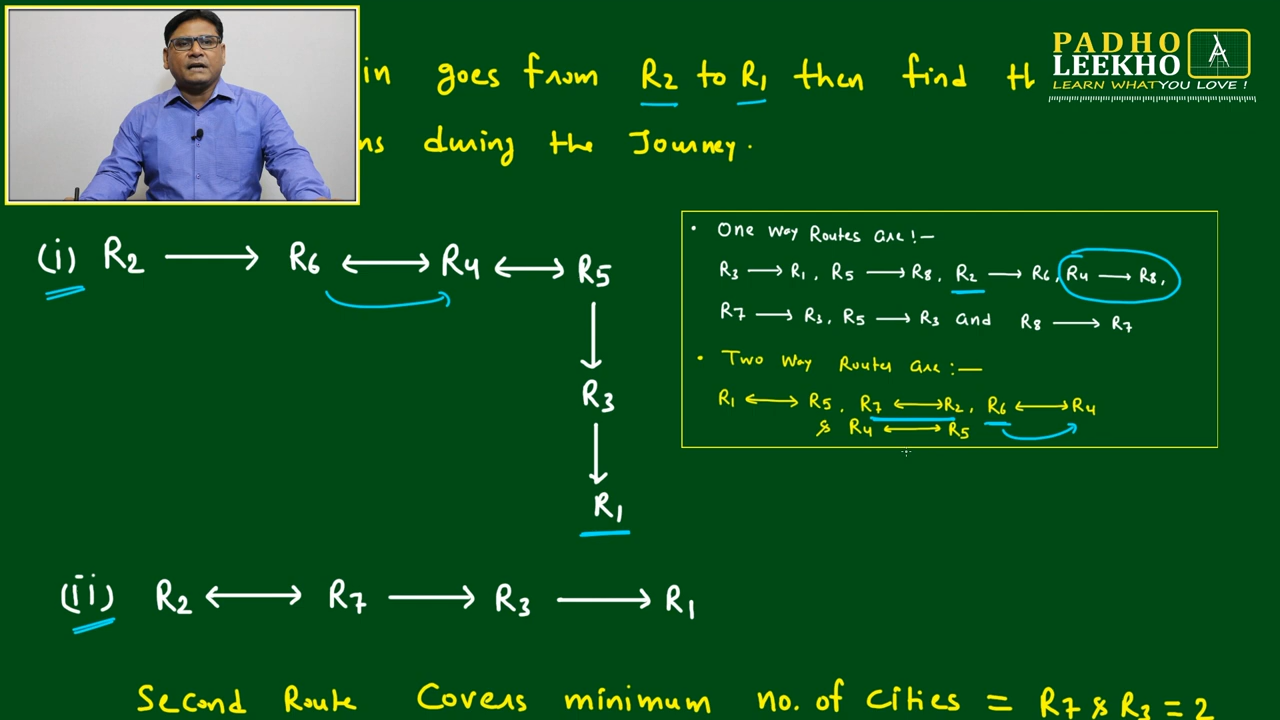 in goes from R2 to R1 then find th
ns during the Journey.
PADHO
LEEKHO
LEARN WHAT YOU LOVE !
(i) R2 ⟶ R6 ⟷ R4 ⟷ R5
R3
R1
• One Way Routes are!—
R3 ⟶ R1, R5 ⟶ R8, R2 ⟶ R6, R4 ⟶ R8,
R7 ⟶ R3, R5 ⟶ R3 and R8 ⟶ R7
• Two Way Routes are:—
R1 ⟷ R5, R7 ⟷ R2, R6 ⟷ R4
& R4 ⟷ R5
(ii) R2 ⟷ R7 ⟶ R3 ⟶ R1
Second Route Covers minimum no. of cities = R7 & R3 = 2